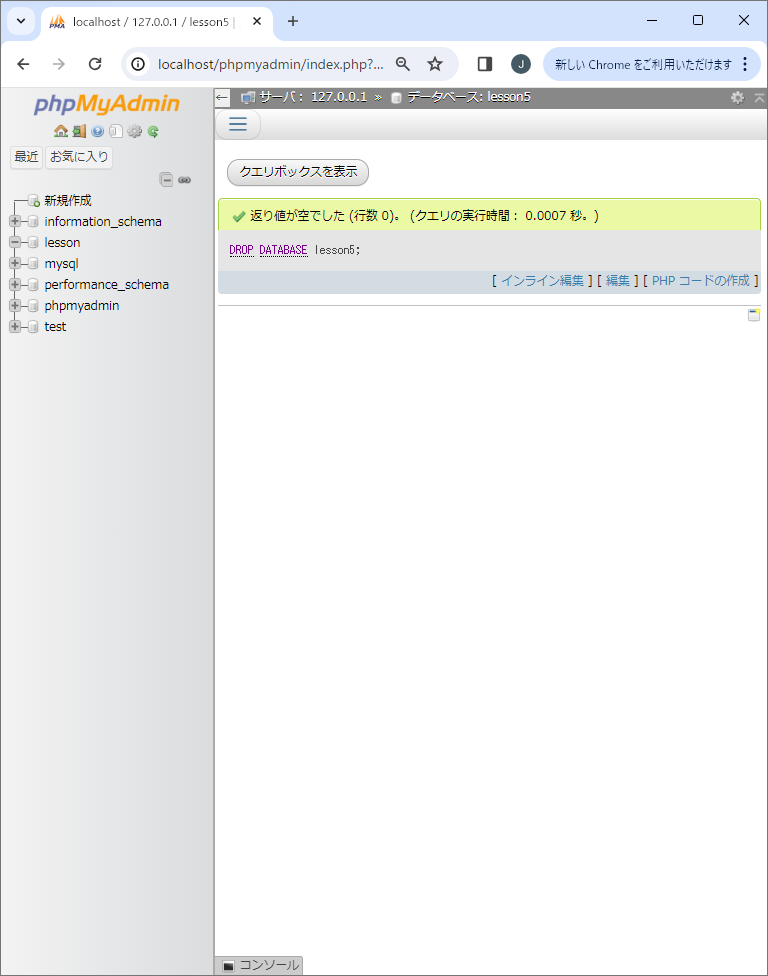 localhost / 127.0.0.1 / lesson5 |
localhost/phpmyadmin/index.php?...
J
新しい Chrome をご利用いただけます
phpMyAdmin
最近 お気に入り
新規作成
information_schema
lesson
mysql
performance_schema
phpmyadmin
test
サーバ: 127.0.0.1 » データベース: lesson5
クエリボックスを表示
返り値が空でした (行数 0)。 (クエリの実行時間: 0.0007 秒。)
DROP DATABASE lesson5;
[ インライン編集 ] [ 編集 ] [ PHP コードの作成 ]
コンソール